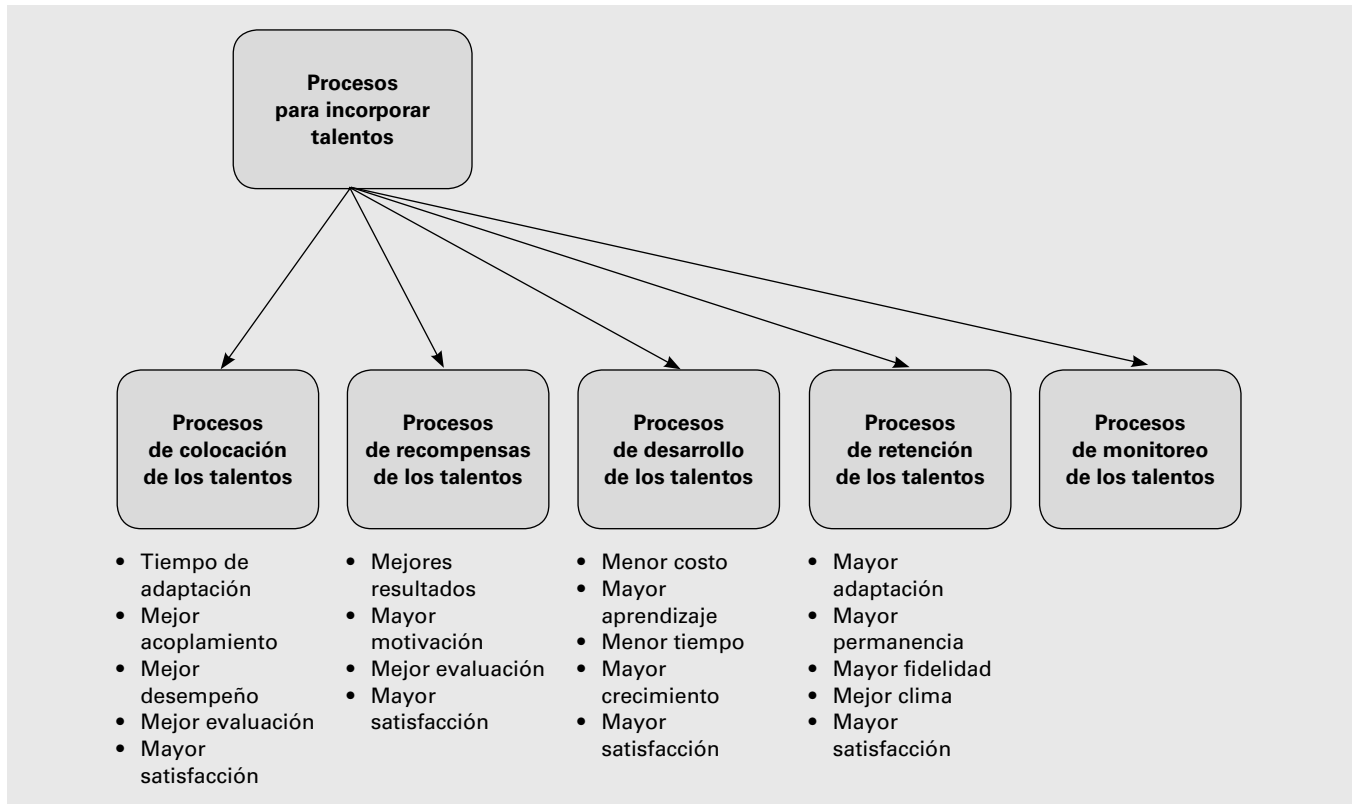 Procesos
para incorporar
talentos
Procesos
de colocación
de los talentos
Procesos
de recompensas
de los talentos
Procesos
de desarrollo
de los talentos
Procesos
de retención
de los talentos
Procesos
de monitoreo
de los talentos
• Tiempo de
adaptación
• Mejor
acoplamiento
• Mejor
desempeño
• Mejor evaluación
• Mayor
satisfacción
• Mejores
resultados
• Mayor
motivación
• Mejor evaluación
• Mayor
satisfacción
• Menor costo
• Mayor
aprendizaje
• Menor tiempo
• Mayor
crecimiento
• Mayor
satisfacción
• Mayor
adaptación
• Mayor
permanencia
• Mayor fidelidad
• Mejor clima
• Mayor
satisfacción